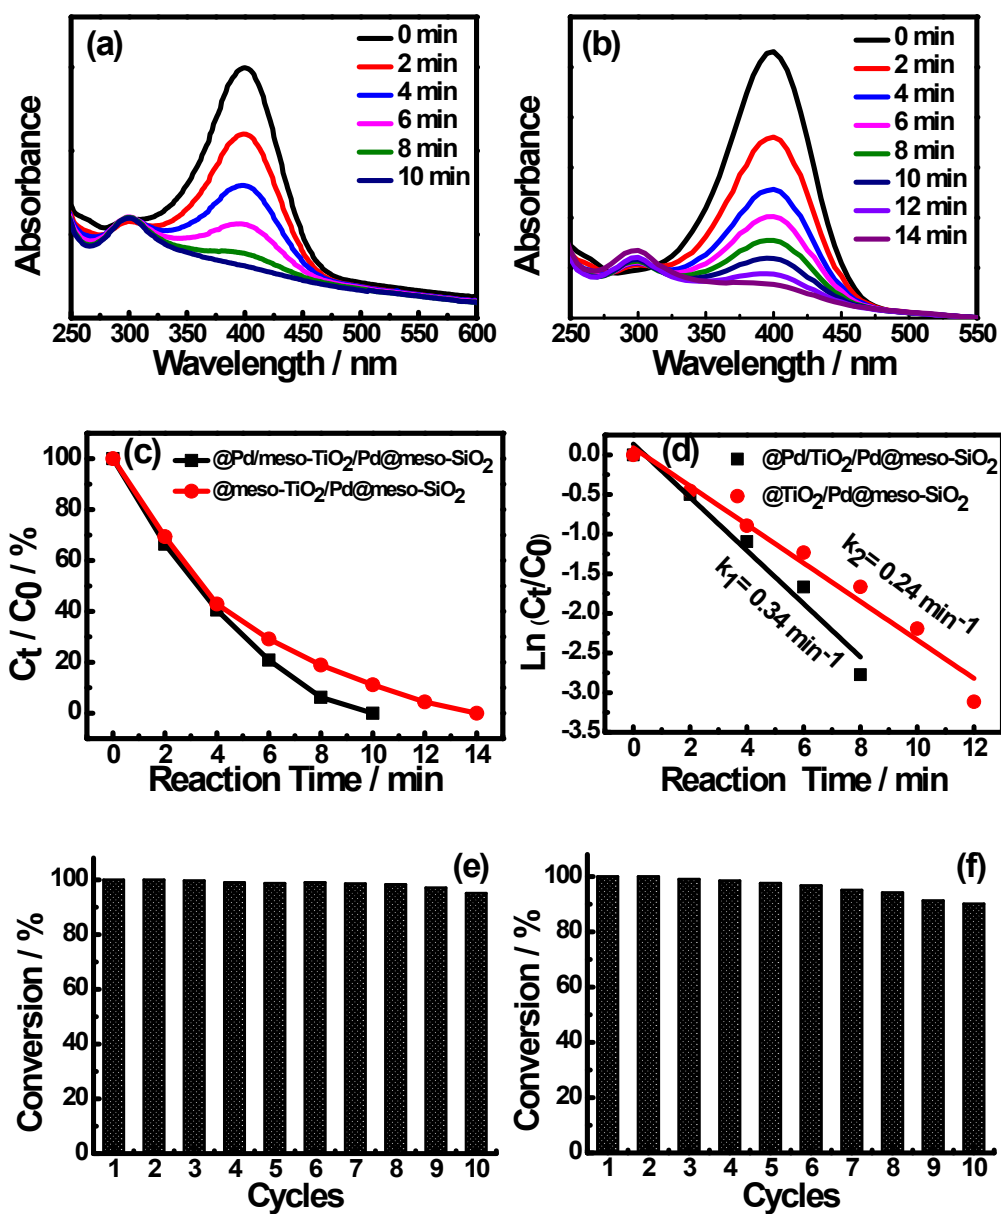 (a)
0 min
2 min
4 min
6 min
8 min
10 min
Absorbance
250 300 350 400 450 500 550 600
Wavelength / nm
(b)
0 min
2 min
4 min
6 min
8 min
10 min
12 min
14 min
Absorbance
250 300 350 400 450 500 550
Wavelength / nm
(c)
@Pd/meso-TiO2/Pd@meso-SiO2
@meso-TiO2/Pd@meso-SiO2
Ct / C0 / %
100
80
60
40
20
0
0 2 4 6 8 10 12 14
Reaction Time / min
(d)
@Pd/TiO2/Pd@meso-SiO2
@TiO2/Pd@meso-SiO2
Ln (Ct/C0)
0.0
-0.5
-1.0
-1.5
-2.0
-2.5
-3.0
-3.5
k2= 0.24 min-1
k1= 0.34 min-1
0 2 4 6 8 10 12
Reaction Time / min
(e)
Conversion / %
100
80
60
40
20
0
1 2 3 4 5 6 7 8 9 10
Cycles
(f)
Conversion / %
100
80
60
40
20
0
1 2 3 4 5 6 7 8 9 10
Cycles